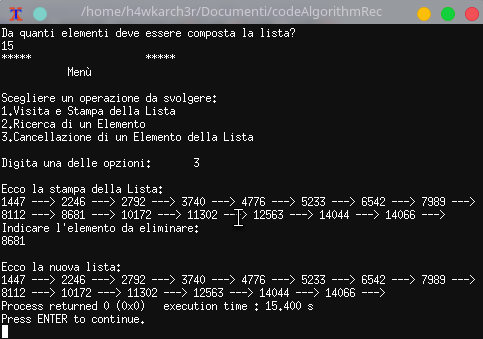 /home/h4wkarch3r/Documenti/codeAlgorithmRec
Da quanti elementi deve essere composta la lista?
15
***** *****
Menù
Scegliere un operazione da svolgere:
1.Visita e Stampa della Lista
2.Ricerca di un Elemento
3.Cancellazione di un Elemento della Lista
Digita una delle opzioni: 3
Ecco la stampa della Lista:
1447 ---> 2246 ---> 2792 ---> 3740 ---> 4776 ---> 5233 ---> 6542 ---> 7989 --->
8112 ---> 8681 ---> 10172 ---> 11302 ---> 12563 ---> 14044 ---> 14066 --->
Indicare l'elemento da eliminare:
8681
Ecco la nuova lista:
1447 ---> 2246 ---> 2792 ---> 3740 ---> 4776 ---> 5233 ---> 6542 ---> 7989 --->
8112 ---> 10172 ---> 11302 ---> 12563 ---> 14044 ---> 14066 --->
Process returned 0 (0x0) execution time : 15.400 s
Press ENTER to continue.